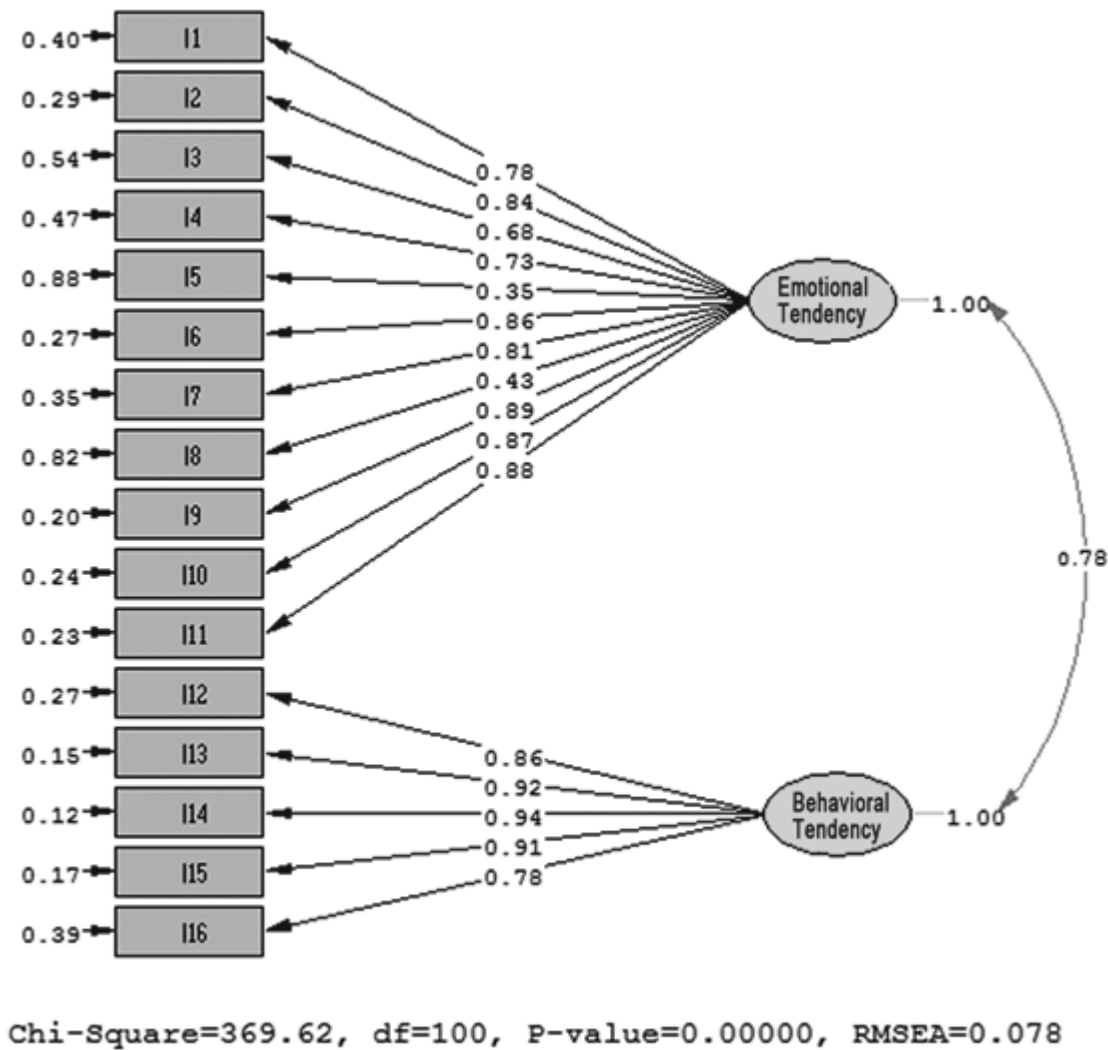 0.40 I1
0.29 I2
0.54 I3
0.47 I4
0.88 I5
0.27 I6
0.35 I7
0.82 I8
0.20 I9
0.24 I10
0.23 I11
0.27 I12
0.15 I13
0.12 I14
0.17 I15
0.39 I16
0.78
0.84
0.68
0.73
0.35
0.86
0.81
0.43
0.89
0.87
0.88
Emotional
Tendency
1.00
0.78
0.86
0.92
0.94
0.91
0.78
Behavioral
Tendency
1.00
Chi-Square=369.62, df=100, P-value=0.00000, RMSEA=0.078